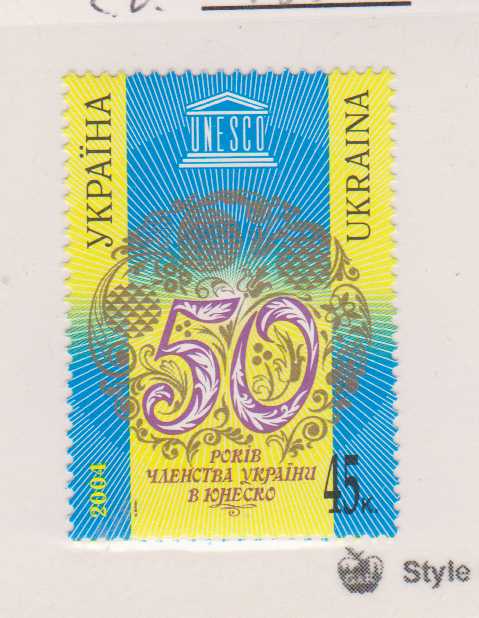 УКРАЇНА
UNESCO
UKRAINA
50
РОКІВ
ЧЛЕНСТВА УКРАЇНИ
В ЮНЕСКО
2004
45к.
Style